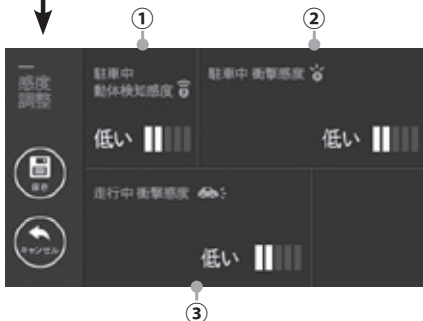 ①
②
感度
調整
駐車中
動体検知感度
駐車中 衝撃感度
低い
低い
保存
走行中 衝撃感度
キャンセル
低い
③